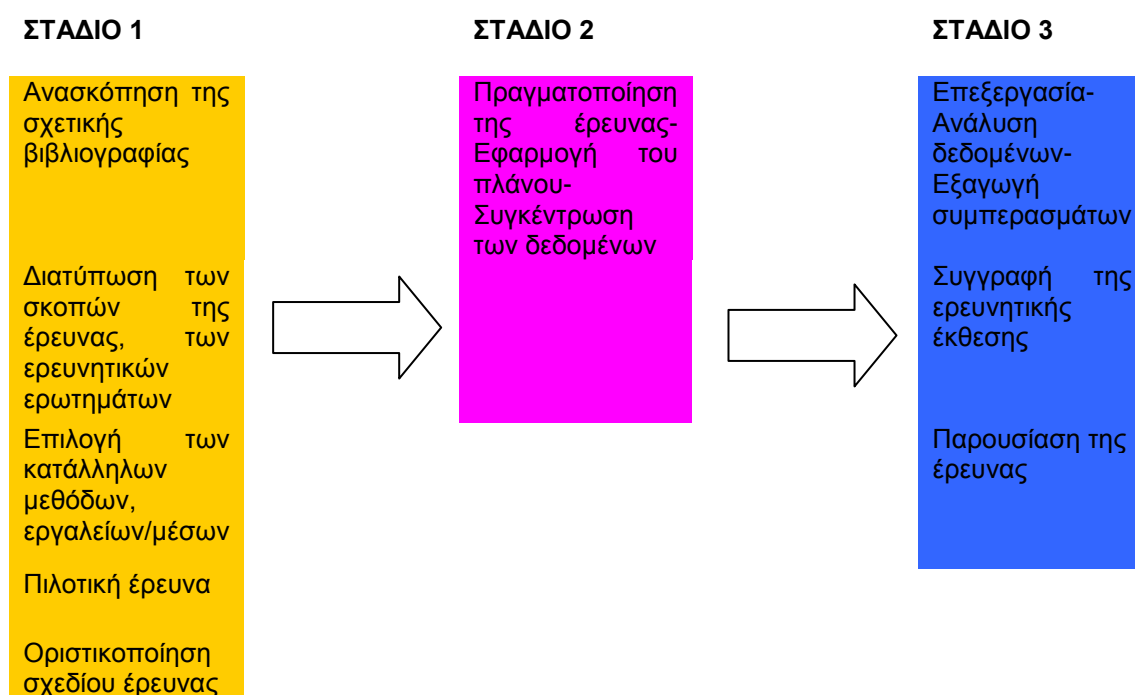 ΣΤΑΔΙΟ 1
Ανασκόπηση της
σχετικής
βιβλιογραφίας
Διατύπωση των
σκοπών της
έρευνας, των
ερευνητικών
ερωτημάτων
Επιλογή των
κατάλληλων
μεθόδων,
εργαλείων/μέσων
Πιλοτική έρευνα
Οριστικοποίηση
σχεδίου έρευνας
ΣΤΑΔΙΟ 2
Πραγματοποίηση
της έρευνας-
Εφαρμογή του
πλάνου-
Συγκέντρωση
των δεδομένων
ΣΤΑΔΙΟ 3
Επεξεργασία-
Ανάλυση
δεδομένων-
Εξαγωγή
συμπερασμάτων
Συγγραφή της
ερευνητικής
έκθεσης
Παρουσίαση της
έρευνας